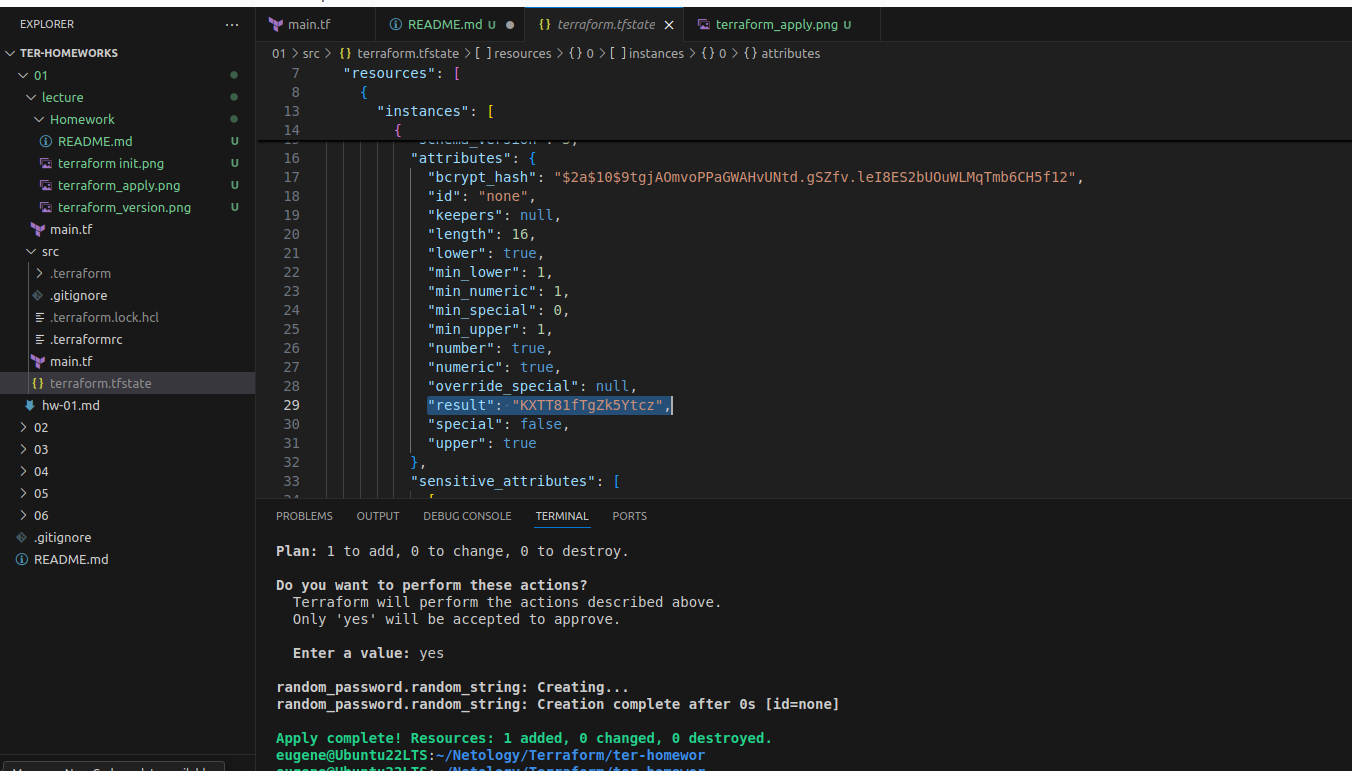 EXPLORER
TER-HOMEWORKS
01
lecture
Homework
README.md U
terraform init.png U
terraform_apply.png U
terraform_version.png U
main.tf
src
.terraform
.gitignore
.terraform.lock.hcl
.terraformrc
main.tf
{} terraform.tfstate
hw-01.md
02
03
04
05
06
.gitignore
README.md
main.tf README.md U {} terraform.tfstate terraform_apply.png U
01 > src > {} terraform.tfstate > [ ] resources > {} 0 > [ ] instances > {} 0 > {} attributes
7 "resources": [
8 {
13 "instances": [
14 {
15 "schema_version": 3,
16 "attributes": {
17 "bcrypt_hash": "$2a$10$9tgjAOmvoPPaGWAHvUNtd.gSZfv.leI8ES2bUOuWLMqTmb6CH5f12",
18 "id": "none",
19 "keepers": null,
20 "length": 16,
21 "lower": true,
22 "min_lower": 1,
23 "min_numeric": 1,
24 "min_special": 0,
25 "min_upper": 1,
26 "number": true,
27 "numeric": true,
28 "override_special": null,
29 "result": "KXTT81fTgZk5Ytcz",
30 "special": false,
31 "upper": true
32 },
33 "sensitive_attributes": [
34 [
PROBLEMS OUTPUT DEBUG CONSOLE TERMINAL PORTS
Plan: 1 to add, 0 to change, 0 to destroy.
Do you want to perform these actions?
Terraform will perform the actions described above.
Only 'yes' will be accepted to approve.
Enter a value: yes
random_password.random_string: Creating...
random_password.random_string: Creation complete after 0s [id=none]
Apply complete! Resources: 1 added, 0 changed, 0 destroyed.
eugene@Ubuntu22LTS:~/Netology/Terraform/ter-homewor
eugene@Ubuntu22LTS:~/Netology/Terraform/ter-homewor